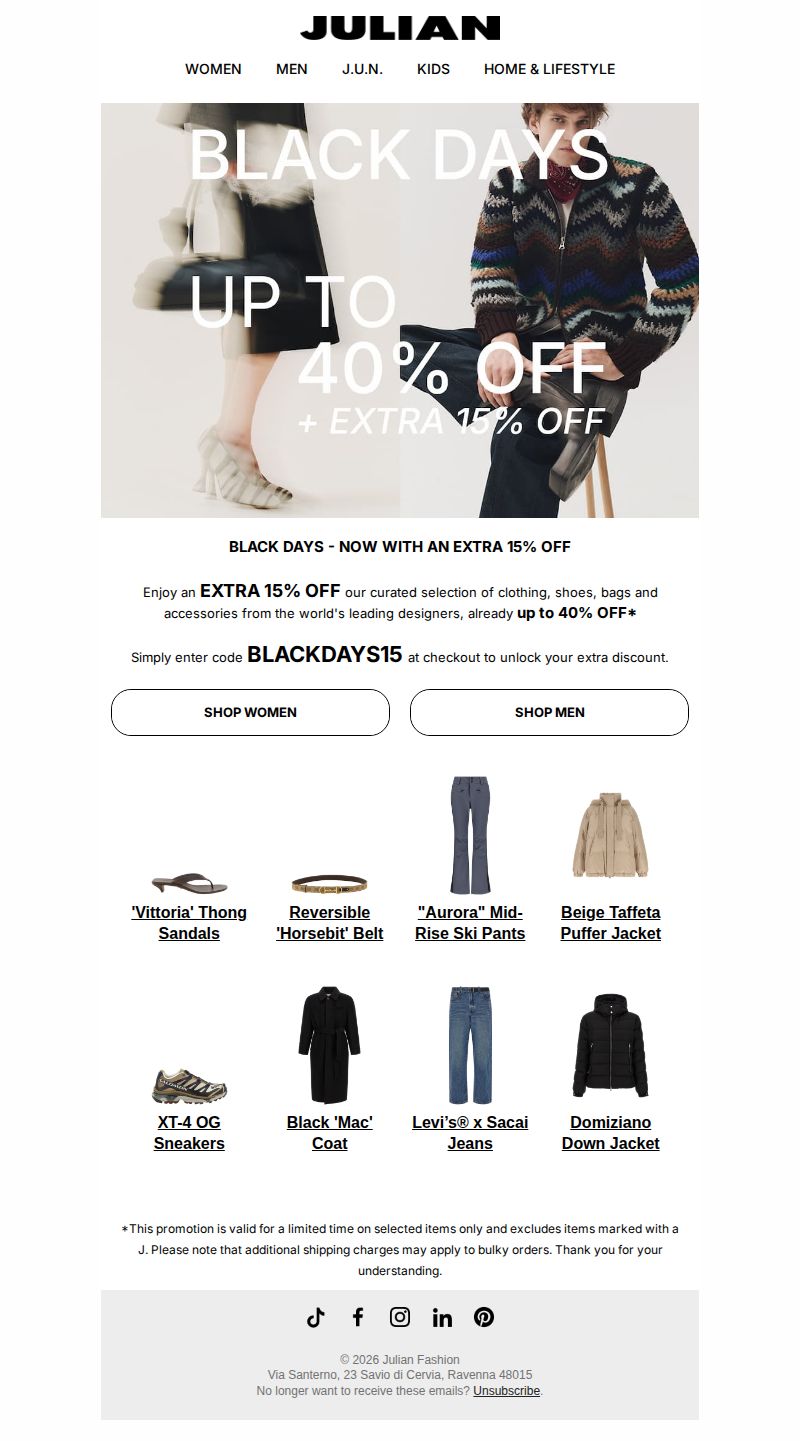 JULIAN
WOMEN MEN J.U.N. KIDS HOME & LIFESTYLE
BLACK DAYS
UP TO
40% OFF
+ EXTRA 15% OFF
BLACK DAYS - NOW WITH AN EXTRA 15% OFF
Enjoy an EXTRA 15% OFF our curated selection of clothing, shoes, bags and
accessories from the world's leading designers, already up to 40% OFF*
Simply enter code BLACKDAYS15 at checkout to unlock your extra discount.
SHOP WOMEN SHOP MEN
'Vittoria' Thong
Sandals
Reversible
'Horsebit' Belt
"Aurora" Mid-
Rise Ski Pants
Beige Taffeta
Puffer Jacket
XT-4 OG
Sneakers
Black 'Mac'
Coat
Levi's® x Sacai
Jeans
Domiziano
Down Jacket
*This promotion is valid for a limited time on selected items only and excludes items marked with a
J. Please note that additional shipping charges may apply to bulky orders. Thank you for your
understanding.
© 2026 Julian Fashion
Via Santerno, 23 Savio di Cervia, Ravenna 48015
No longer want to receive these emails? Unsubscribe.